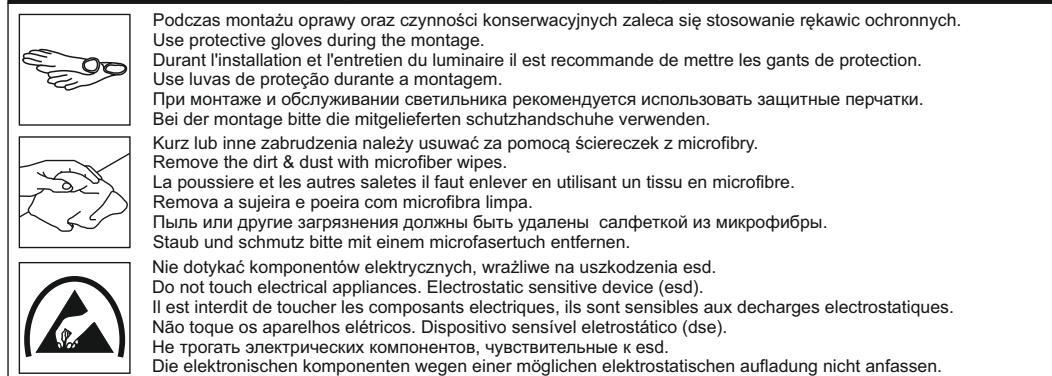 Podczas montażu oprawy oraz czynności konserwacyjnych zaleca się stosowanie rękawic ochronnych.
Use protective gloves during the montage.
Durant l'installation et l'entretien du luminaire il est recommande de mettre les gants de protection.
Use luvas de proteção durante a montagem.
При монтаже и обслуживании светильника рекомендуется использовать защитные перчатки.
Bei der montage bitte die mitgelieferten schutzhandschuhe verwenden.
Kurz lub inne zabrudzenia należy usuwać za pomocą ściereczek z microfibry.
Remove the dirt & dust with microfiber wipes.
La poussiere et les autres saletes il faut enlever en utilisant un tissu en microfibre.
Remova a sujeira e poeira com microfibra limpa.
Пыль или другие загрязнения должны быть удалены салфеткой из микрофибры.
Staub und schmutz bitte mit einem microfasertuch entfernen.
Nie dotykać komponentów elektrycznych, wrażliwe na uszkodzenia esd.
Do not touch electrical appliances. Electrostatic sensitive device (esd).
Il est interdit de toucher les composants electriques, ils sont sensibles aux decharges electrostatiques.
Não toque os aparelhos elétricos. Dispositivo sensível eletrostático (dse).
Не трогать электрических компонентов, чувствительные к esd.
Die elektronischen komponenten wegen einer möglichen elektrostatischen aufladung nicht anfassen.